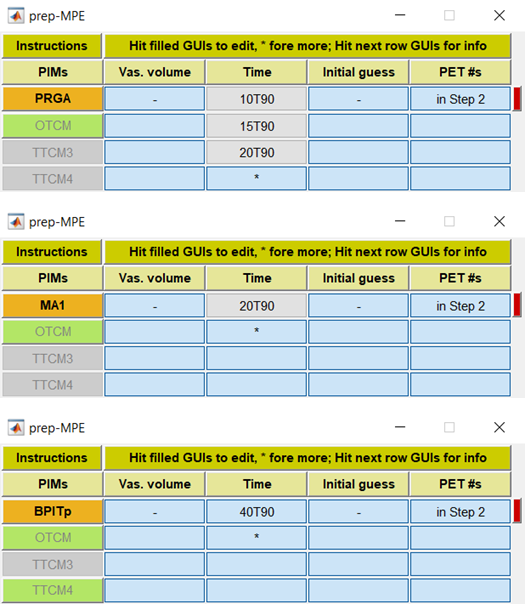 prep-MPE
Instructions Hit filled GUIs to edit, * fore more; Hit next row GUIs for info
PIMs Vas. volume Time Initial guess PET #s
PRGA - 10T90 - in Step 2
OTCM 15T90
TTCM3 20T90
TTCM4 *
prep-MPE
Instructions Hit filled GUIs to edit, * fore more; Hit next row GUIs for info
PIMs Vas. volume Time Initial guess PET #s
MA1 - 20T90 - in Step 2
OTCM *
TTCM3
TTCM4
prep-MPE
Instructions Hit filled GUIs to edit, * fore more; Hit next row GUIs for info
PIMs Vas. volume Time Initial guess PET #s
BPITp - 40T90 - in Step 2
OTCM *
TTCM3
TTCM4